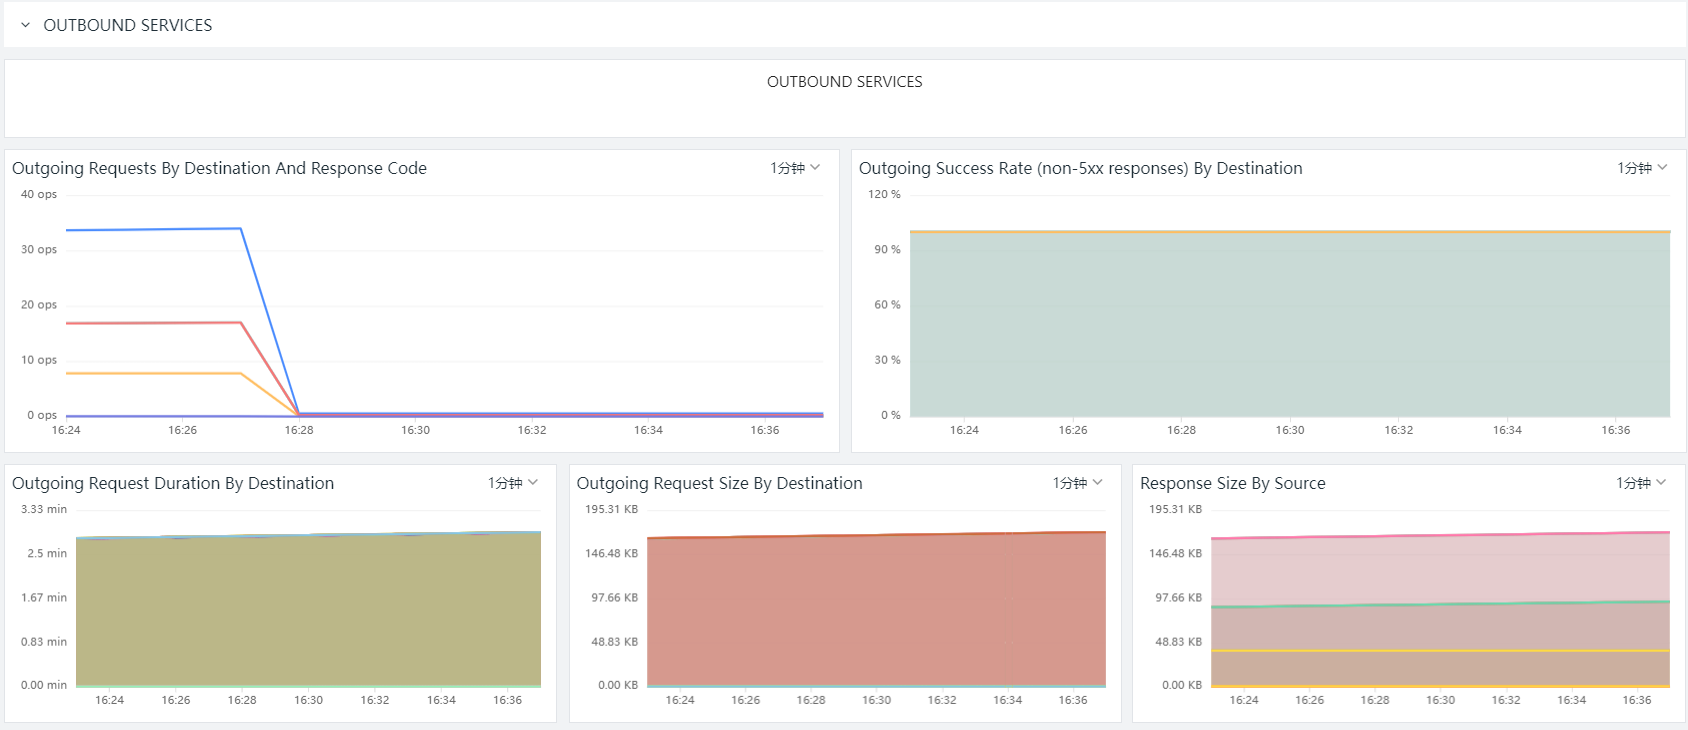 OUTBOUND SERVICES
OUTBOUND SERVICES
Outgoing Requests By Destination And Response Code
1分钟
40 ops
30 ops
20 ops
10 ops
0 ops
16:24 16:26 16:28 16:30 16:32 16:34 16:36
Outgoing Success Rate (non-5xx responses) By Destination
1分钟
120 %
90 %
60 %
30 %
0 %
16:24 16:26 16:28 16:30 16:32 16:34 16:36
Outgoing Request Duration By Destination
1分钟
3.33 min
2.5 min
1.67 min
0.83 min
0.00 min
16:24 16:26 16:28 16:30 16:32 16:34 16:36
Outgoing Request Size By Destination
1分钟
195.31 KB
146.48 KB
97.66 KB
48.83 KB
0.00 KB
16:24 16:26 16:28 16:30 16:32 16:34 16:36
Response Size By Source
1分钟
195.31 KB
146.48 KB
97.66 KB
48.83 KB
0.00 KB
16:24 16:26 16:28 16:30 16:32 16:34 16:36